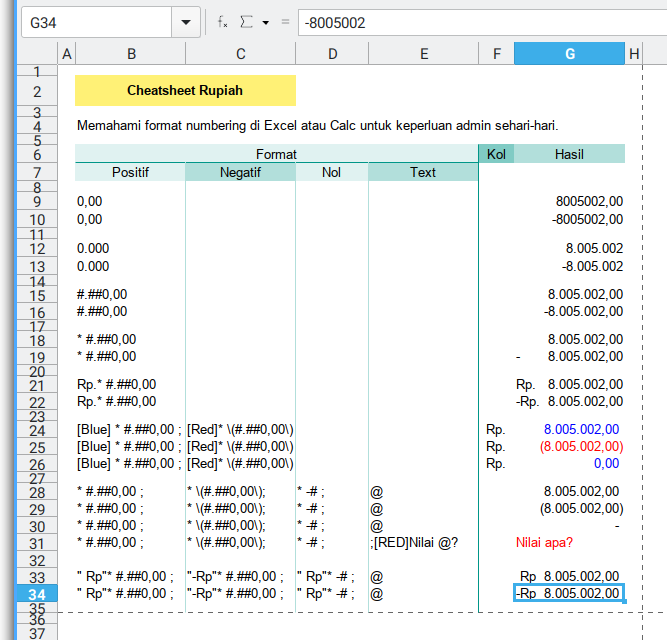 G34 -8005002
A B C D E F G H
1
2 Cheatsheet Rupiah
3
4 Memahami format numbering di Excel atau Calc untuk keperluan admin sehari-hari.
5
6 Format Kol Hasil
7 Positif Negatif Nol Text
8
9 0,00 8005002,00
10 0,00 -8005002,00
11
12 0.000 8.005.002
13 0.000 -8.005.002
14
15 #.##0,00 8.005.002,00
16 #.##0,00 -8.005.002,00
17
18 * #.##0,00 8.005.002,00
19 * #.##0,00 - 8.005.002,00
20
21 Rp.* #.##0,00 Rp. 8.005.002,00
22 Rp.* #.##0,00 -Rp. 8.005.002,00
23
24 [Blue] * #.##0,00 ; [Red]* \(#.##0,00\) Rp. 8.005.002,00
25 [Blue] * #.##0,00 ; [Red]* \(#.##0,00\) Rp. (8.005.002,00)
26 [Blue] * #.##0,00 ; [Red]* \(#.##0,00\) Rp. 0,00
27
28 * #.##0,00 ; * \(#.##0,00\); * -# ; @ 8.005.002,00
29 * #.##0,00 ; * \(#.##0,00\); * -# ; @ (8.005.002,00)
30 * #.##0,00 ; * \(#.##0,00\); * -# ; @ -
31 * #.##0,00 ; * \(#.##0,00\); * -# ; ;[RED]Nilai @? Nilai apa?
32
33 " Rp"* #.##0,00 ; "-Rp"* #.##0,00 ; " Rp"* -# ; @ Rp 8.005.002,00
34 " Rp"* #.##0,00 ; "-Rp"* #.##0,00 ; " Rp"* -# ; @ -Rp 8.005.002,00
35
36
37